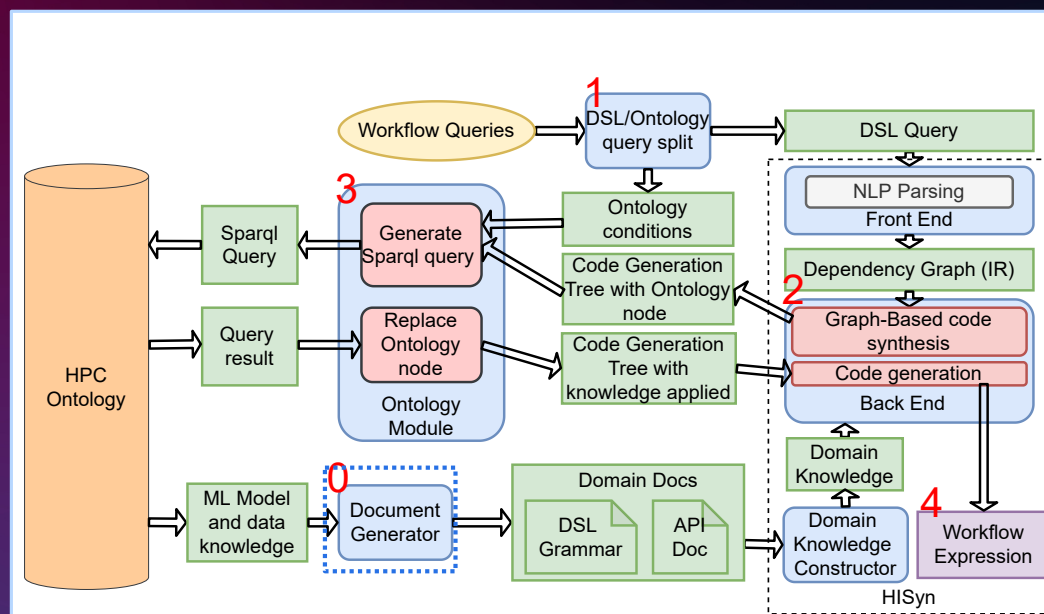 1
Workflow Queries
DSL/Ontology
query split
DSL Query
3
Generate
Sparql query
Sparql
Query
Ontology
conditions
NLP Parsing
Front End
Code Generation
Tree with Ontology
node
Dependency Graph (IR)
2
Graph-Based code
synthesis
Code generation
Back End
HPC
Ontology
Query
result
Replace
Ontology
node
Ontology
Module
Code Generation
Tree with
knowledge applied
Domain
Knowledge
0
ML Model
and data
knowledge
Document
Generator
Domain Docs
DSL
Grammar
API
Doc
Domain
Knowledge
Constructor
4
Workflow
Expression
HISyn